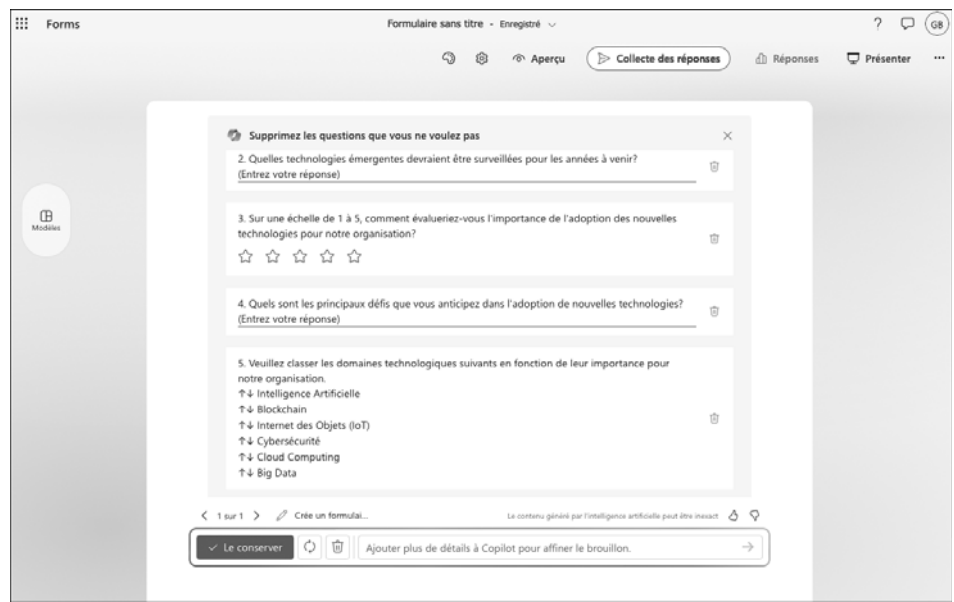 Forms
Formulaire sans titre - Enregistré
?
GB
Aperçu
Collecte des réponses
Réponses
Présenter
...
Modèles
Supprimez les questions que vous ne voulez pas
2. Quelles technologies émergentes devraient être surveillées pour les années à venir?
(Entrez votre réponse)
3. Sur une échelle de 1 à 5, comment évalueriez-vous l'importance de l'adoption des nouvelles
technologies pour notre organisation?
4. Quels sont les principaux défis que vous anticipez dans l'adoption de nouvelles technologies?
(Entrez votre réponse)
5. Veuillez classer les domaines technologiques suivants en fonction de leur importance pour
notre organisation.
↑↓ Intelligence Artificielle
↑↓ Blockchain
↑↓ Internet des Objets (IoT)
↑↓ Cybersécurité
↑↓ Cloud Computing
↑↓ Big Data
1 sur 1
Crée un formulai...
Le contenu généré par l'intelligence artificielle peut être inexact
Le conserver
Ajouter plus de détails à Copilot pour affiner le brouillon.